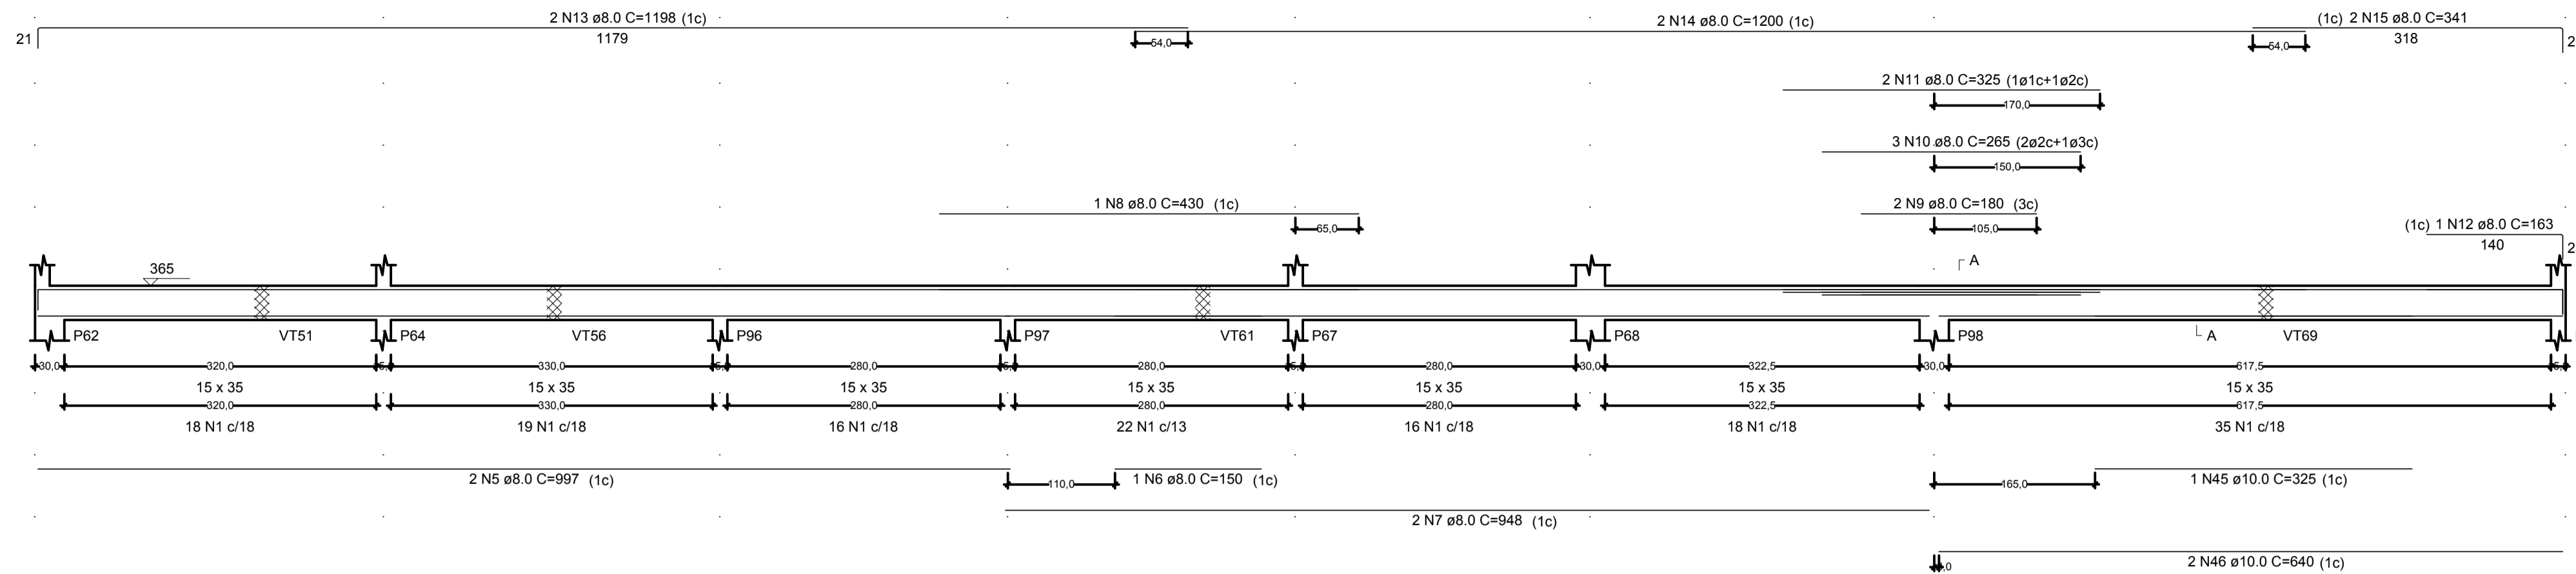 2 N13 ø8.0 C=1198 (1c)
21
1179
54,0
2 N14 ø8.0 C=1200 (1c)
54,0
(1c) 2 N15 ø8.0 C=341
318
2
2 N11 ø8.0 C=325 (1ø1c+1ø2c)
170,0
3 N10 ø8.0 C=265 (2ø2c+1ø3c)
150,0
1 N8 ø8.0 C=430 (1c)
65,0
2 N9 ø8.0 C=180 (3c)
105,0
(1c) 1 N12 ø8.0 C=163
140
2
A
365
P62 VT51 P64 VT56 P96 P97 VT61 P67 P68 P98 A VT69
30,0 320,0 330,0 280,0 280,0 280,0 30,0 322,5 30,0 617,5
15 x 35 15 x 35 15 x 35 15 x 35 15 x 35 15 x 35 15 x 35
320,0 330,0 280,0 280,0 280,0 322,5 617,5
18 N1 c/18 19 N1 c/18 16 N1 c/18 22 N1 c/13 16 N1 c/18 18 N1 c/18 35 N1 c/18
2 N5 ø8.0 C=997 (1c)
110,0
1 N6 ø8.0 C=150 (1c)
165,0
1 N45 ø10.0 C=325 (1c)
2 N7 ø8.0 C=948 (1c)
2 N46 ø10.0 C=640 (1c)